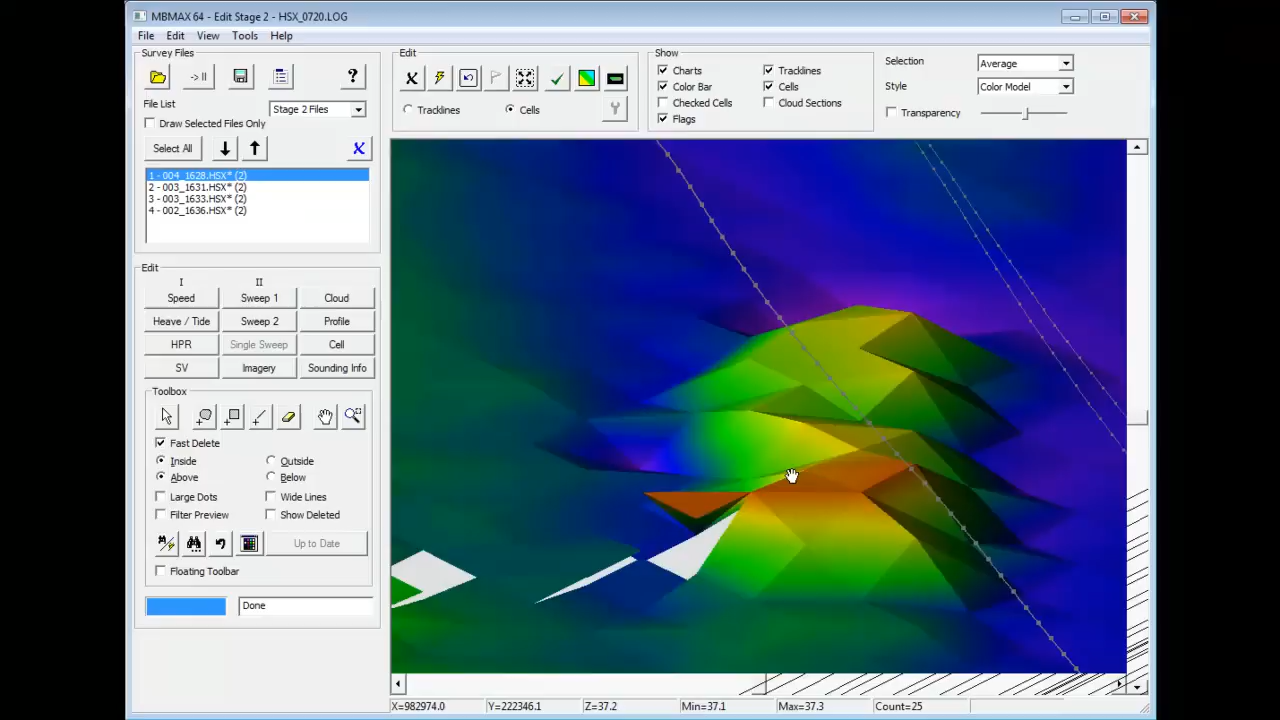 MBMAX 64 - Edit Stage 2 - HSX_0720.LOG
File Edit View Tools Help
Survey Files
-> II
?
File List
Stage 2 Files
Draw Selected Files Only
Select All
X
1 - 004_1628.HSX* (2)
2 - 003_1631.HSX* (2)
3 - 003_1633.HSX* (2)
4 - 002_1636.HSX* (2)
Edit
I II
Speed Sweep 1 Cloud
Heave / Tide Sweep 2 Profile
HPR Single Sweep Cell
SV Imagery Sounding Info
Toolbox
Fast Delete
Inside Outside
Above Below
Large Dots Wide Lines
Filter Preview Show Deleted
Up to Date
Floating Toolbar
Done
Edit
X
Tracklines Cells
Show
Charts Tracklines
Color Bar Cells
Checked Cells Cloud Sections
Flags
Selection Average
Style Color Model
Transparency
X=982974.0 Y=222346.1 Z=37.2 Min=37.1 Max=37.3 Count=25